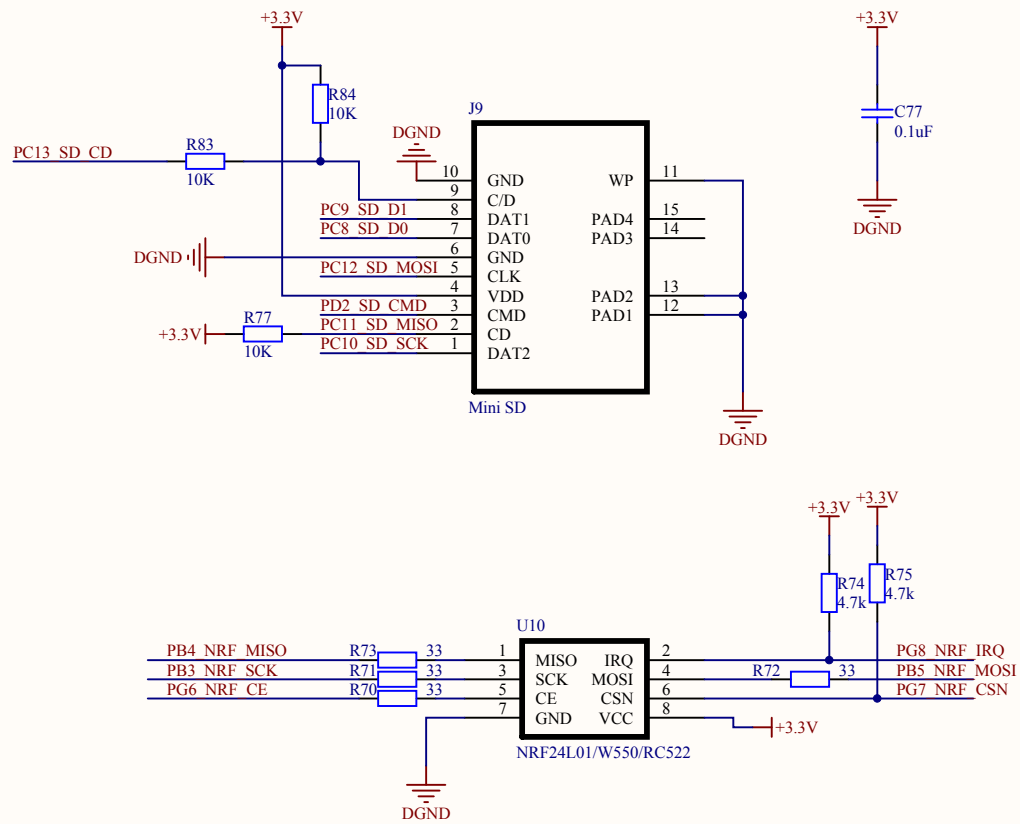 +3.3V
+3.3V
R84
10K
C77
0.1uF
J9
DGND
PC13_SD_CD
R83
10K
10 GND WP 11
9 C/D
PC9_SD_D1 8 DAT1 PAD4 15
PC8_SD_D0 7 DAT0 PAD3 14
DGND
DGND 6 GND
PC12_SD_MOSI 5 CLK
4 VDD PAD2 13
PD2_SD_CMD 3 CMD PAD1 12
+3.3V R77 PC11_SD_MISO 2 CD
10K PC10_SD_SCK 1 DAT2
Mini SD
DGND
+3.3V
+3.3V
R74
4.7k
R75
4.7k
U10
PB4_NRF_MISO R73 33 1 MISO IRQ 2 PG8_NRF_IRQ
PB3_NRF_SCK R71 33 3 SCK MOSI 4 R72 33 PB5_NRF_MOSI
PG6_NRF_CE R70 33 5 CE CSN 6 PG7_NRF_CSN
7 GND VCC 8 +3.3V
NRF24L01/W550/RC522
DGND